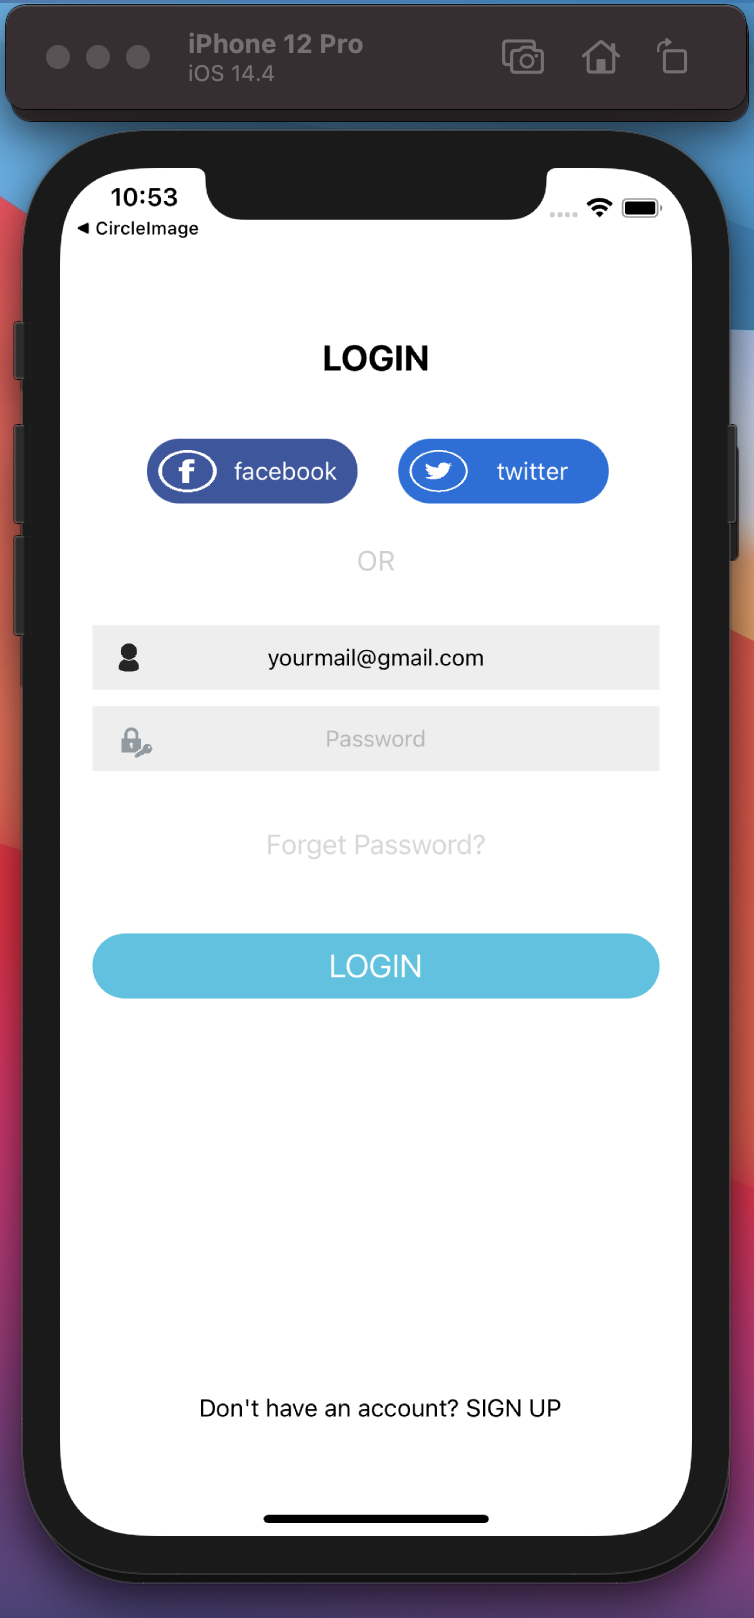 iPhone 12 Pro
iOS 14.4
10:53
◀ CircleImage
LOGIN
facebook
twitter
OR
yourmail@gmail.com
Password
Forget Password?
LOGIN
Don't have an account? SIGN UP